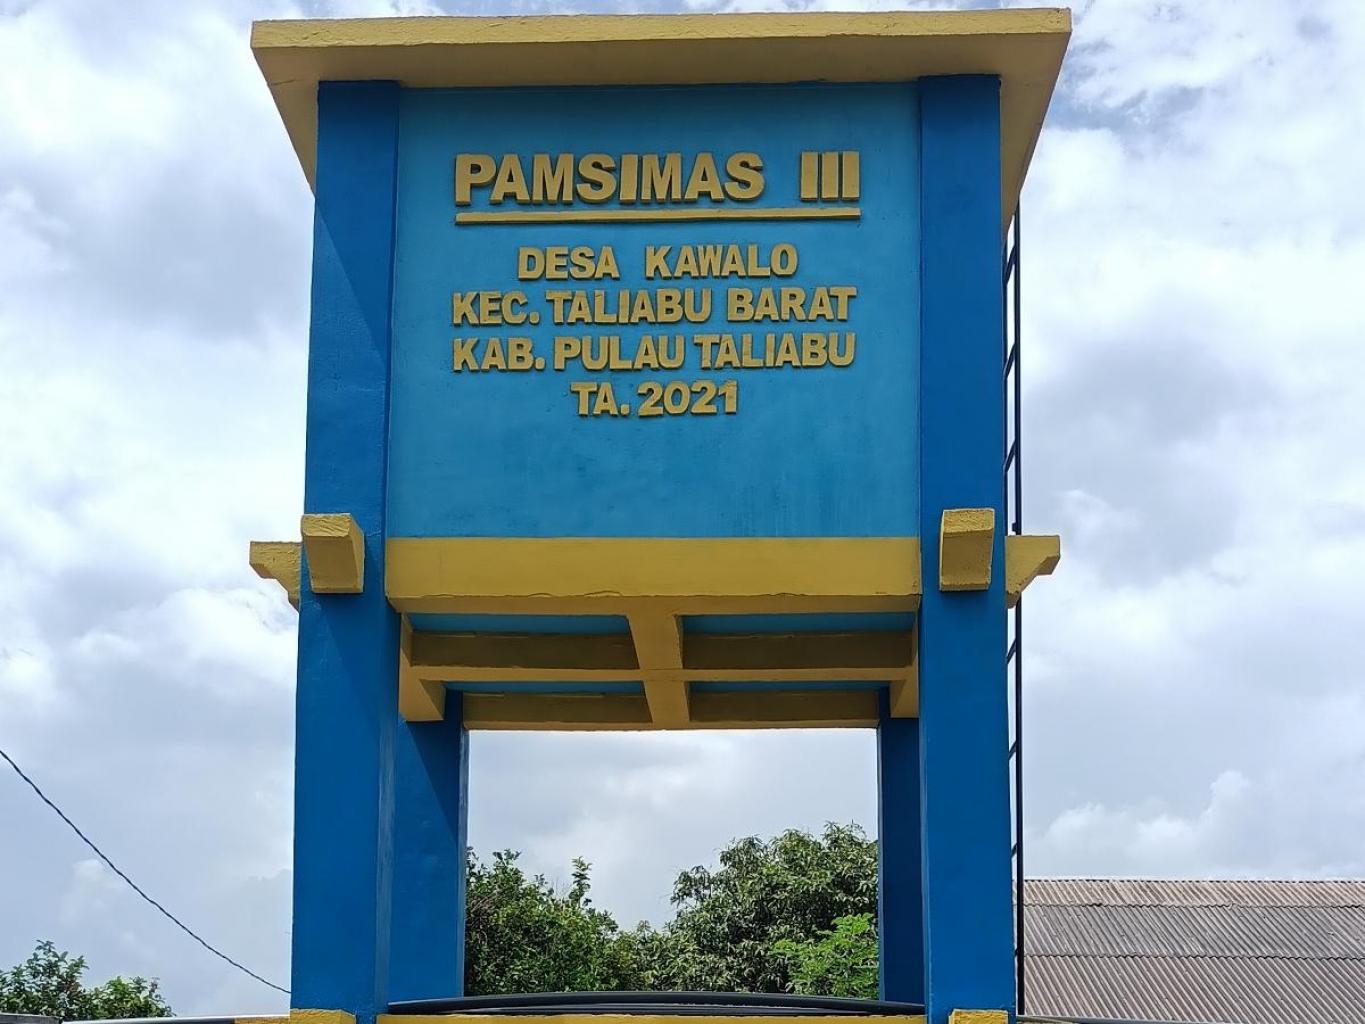 PAMSIMAS III
DESA KAWALO
KEC. TALIABU BARAT
KAB. PULAU TALIABU
TA. 2021